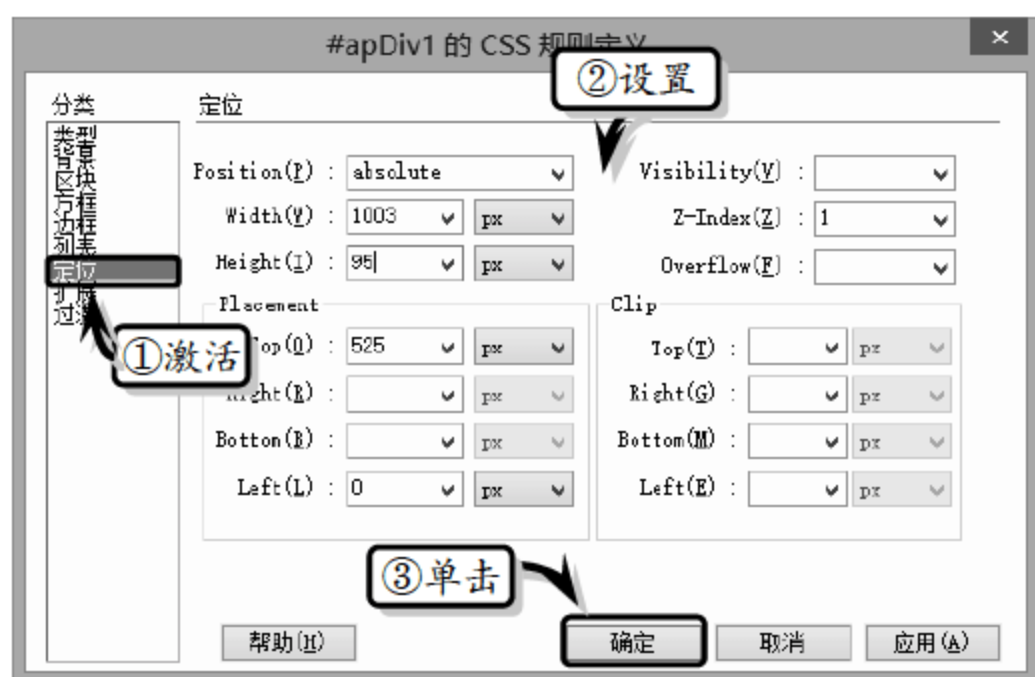 #apDiv1 的 CSS 规则定义
②设置
分类
定位
类型
背景
区块
方框
边框
列表
定位
扩展
①激活
Position(P) : absolute
Visibility(V) :
Width(W) : 1003 px
Z-Index(Z) : 1
Height(I) : 95 px
Overflow(F) :
Placement
Clip
Top(O) : 525 px
Top(T) : px
Right(R) : px
Right(G) : px
Bottom(B) : px
Bottom(M) : px
Left(L) : 0 px
Left(E) : px
③单击
帮助(H)
确定
取消
应用(A)